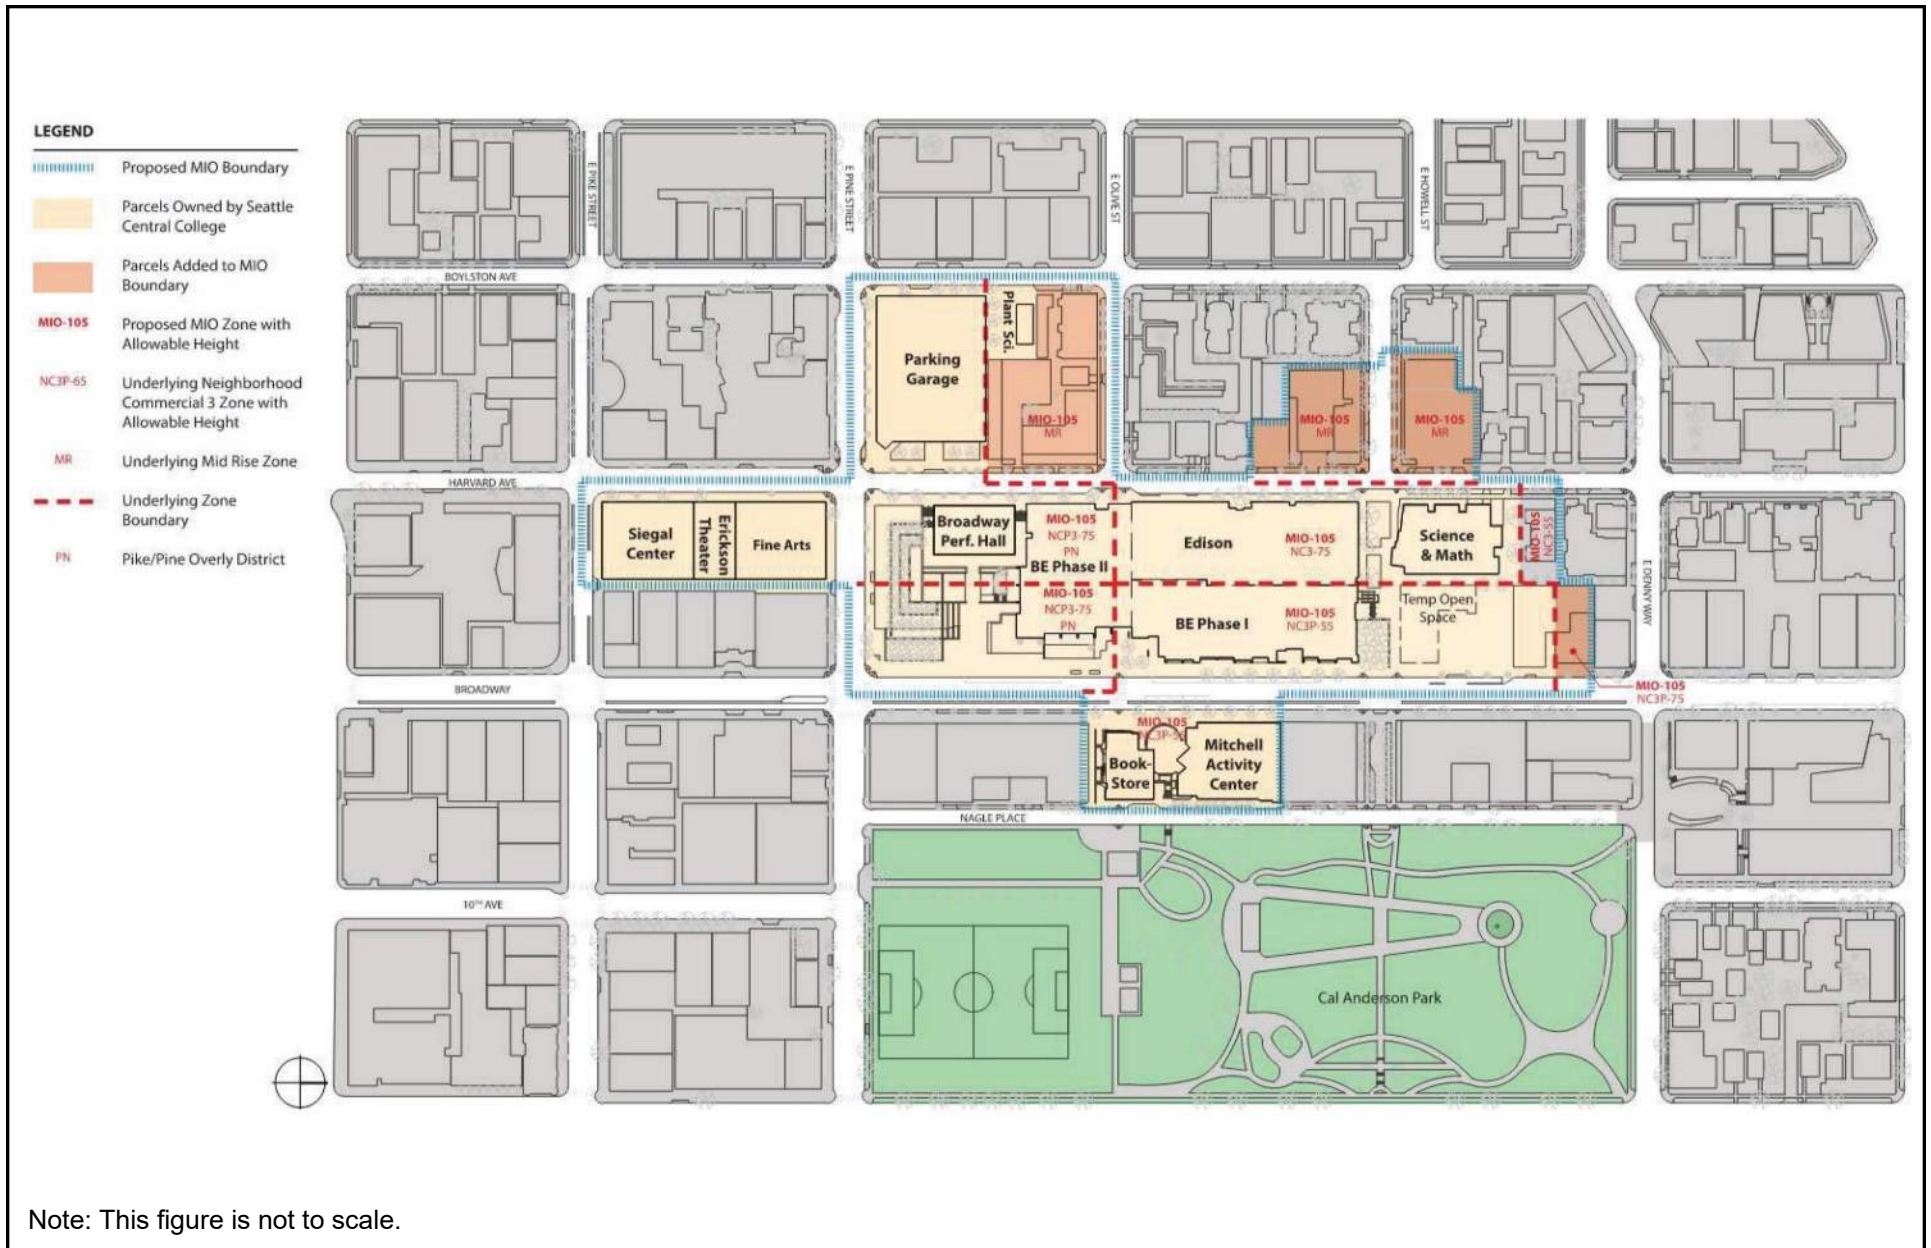 LEGEND
Proposed MIO Boundary
Parcels Owned by Seattle
Central College
Parcels Added to MIO
Boundary
MIO-105
Proposed MIO Zone with
Allowable Height
NC3P-65
Underlying Neighborhood
Commercial 3 Zone with
Allowable Height
MR
Underlying Mid Rise Zone
Underlying Zone
Boundary
PN
Pike/Pine Overly District
E PIKE STREET
E PINE STREET
E OLIVE ST
E HOWELL ST
BOYLSTON AVE
Parking
Garage
Plant Sci.
MIO-105
MR
MIO-105
MR
MIO-105
MR
HARVARD AVE
Siegal
Center
Erickson
Theater
Fine Arts
Broadway
Perf. Hall
MIO-105
NCP3-75
PN
BE Phase II
MIO-105
NCP3-75
PN
Edison
MIO-105
NC3-75
BE Phase I
MIO-105
NC3P-55
Science
& Math
MIO-105
NC3-55
Temp Open
Space
E DENNY WAY
MIO-105
NC3P-75
BROADWAY
MIO-105
Book-
Store
Mitchell
Activity
Center
NAGLE PLACE
10TH AVE
Cal Anderson Park
Note: This figure is not to scale.